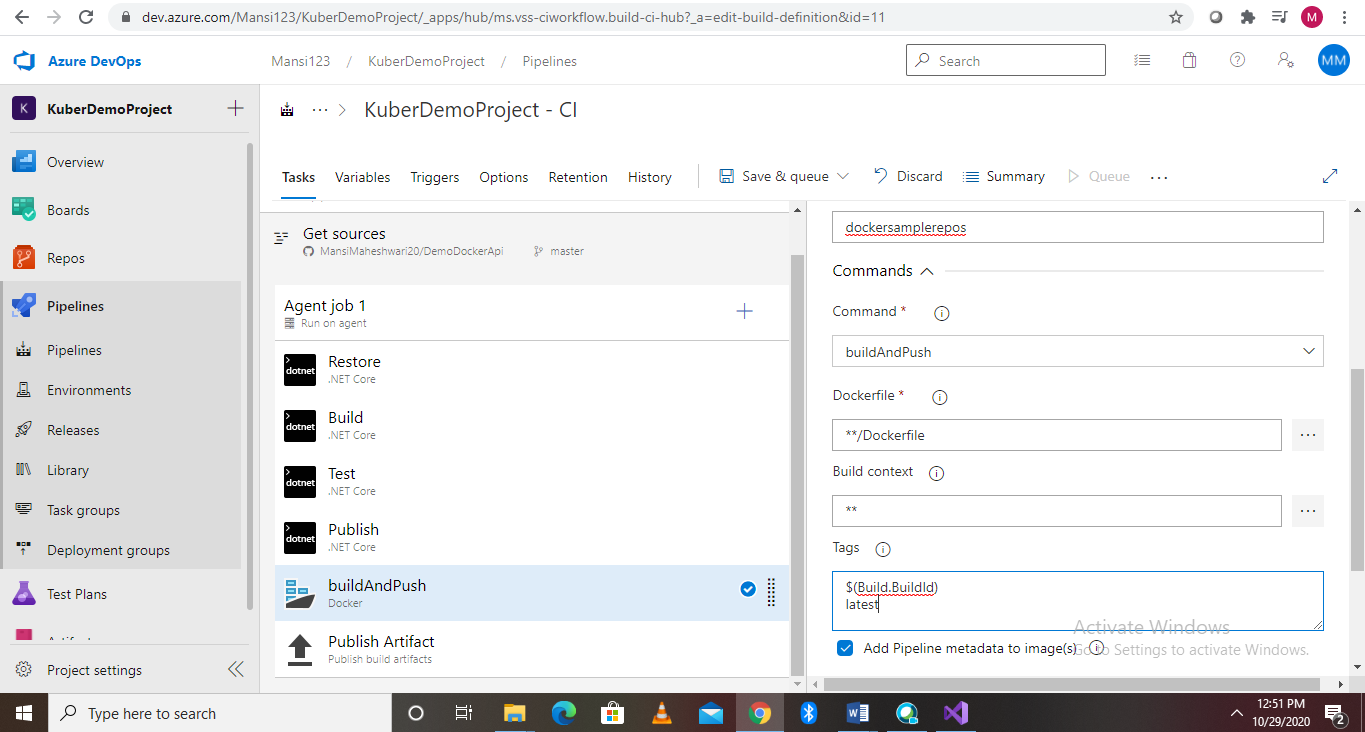 dev.azure.com/Mansi123/KuberDemoProject/_apps/hub/ms.vss-ciworkflow.build-ci-hub?_a=edit-build-definition&id=11
M
Azure DevOps
Mansi123 / KuberDemoProject / Pipelines
Search
MM
K
KuberDemoProject
Overview
Boards
Repos
Pipelines
Pipelines
Environments
Releases
Library
Task groups
Deployment groups
Test Plans
Project settings
... > KuberDemoProject - CI
Tasks Variables Triggers Options Retention History Save & queue Discard Summary Queue ...
Get sources
MansiMaheshwari20/DemoDockerApi master
Agent job 1
Run on agent
dotnet
Restore
.NET Core
dotnet
Build
.NET Core
dotnet
Test
.NET Core
dotnet
Publish
.NET Core
buildAndPush
Docker
Publish Artifact
Publish build artifacts
dockersamplerepos
Commands
Command *
buildAndPush
Dockerfile *
**/Dockerfile
...
Build context
**
...
Tags
$(Build.BuildId)
latest
Add Pipeline metadata to image(s)
Activate Windows
Go to Settings to activate Windows.
Type here to search
12:51 PM
10/29/2020
2